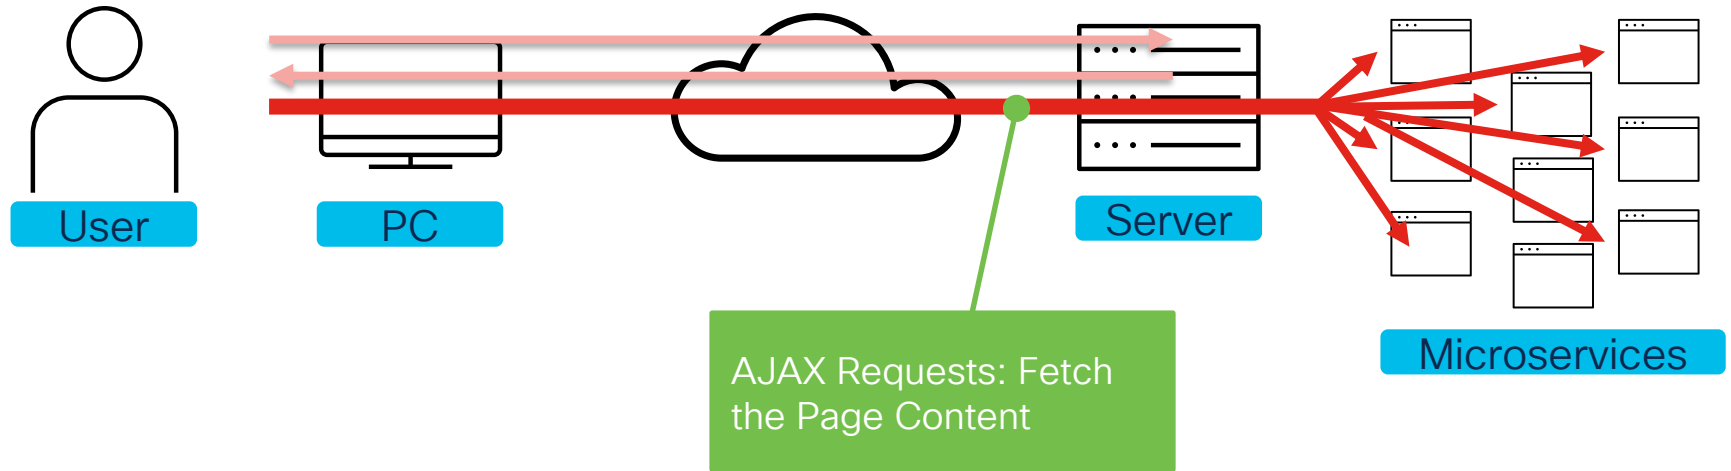 User
PC
Server
Microservices
AJAX Requests: Fetch
the Page Content